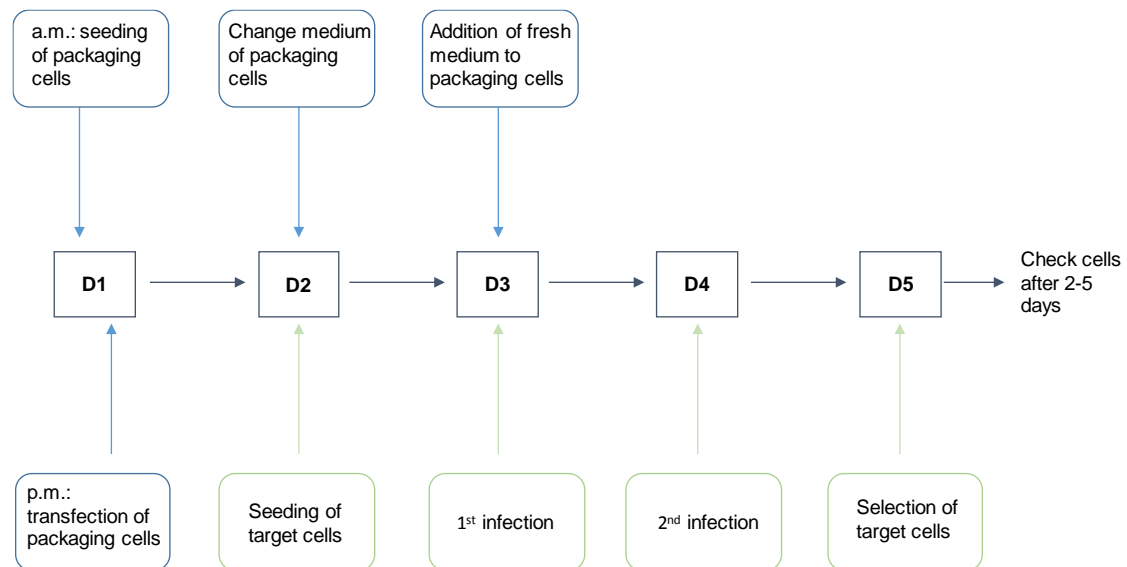 a.m.: seeding
of packaging
cells
Change medium
of packaging
cells
Addition of fresh
medium to
packaging cells
D1
D2
D3
D4
D5
Check cells
after 2-5
days
p.m.:
transfection of
packaging cells
Seeding of
target cells
1st infection
2nd infection
Selection of
target cells